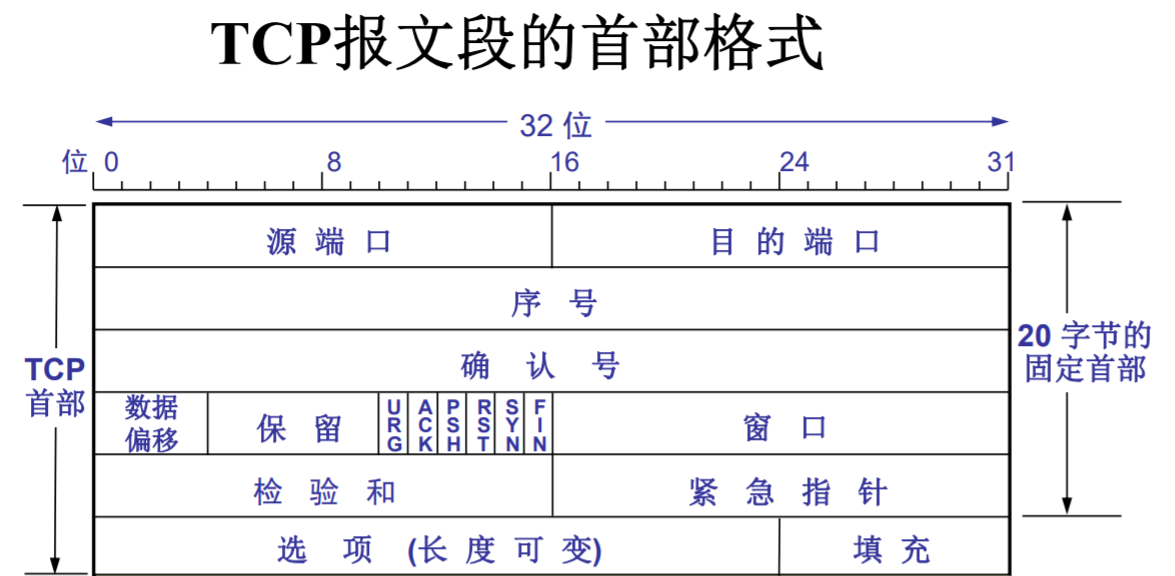 TCP报文段的首部格式
32 位
位 0 8 16 24 31
源 端 口 目 的 端 口
序 号
确 认 号
TCP
首部
20 字节的
固定首部
数据
偏移
保 留
URG
ACK
PSH
RST
SYN
FIN
窗 口
检 验 和 紧 急 指 针
选 项 (长 度 可 变) 填 充